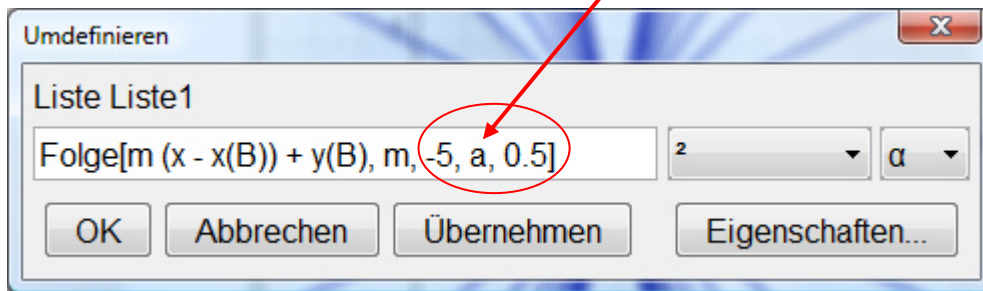 Umdefinieren
Liste Liste1
Folge[m (x - x(B)) + y(B), m, -5, a, 0.5] ² α
OK Abbrechen Übernehmen Eigenschaften...